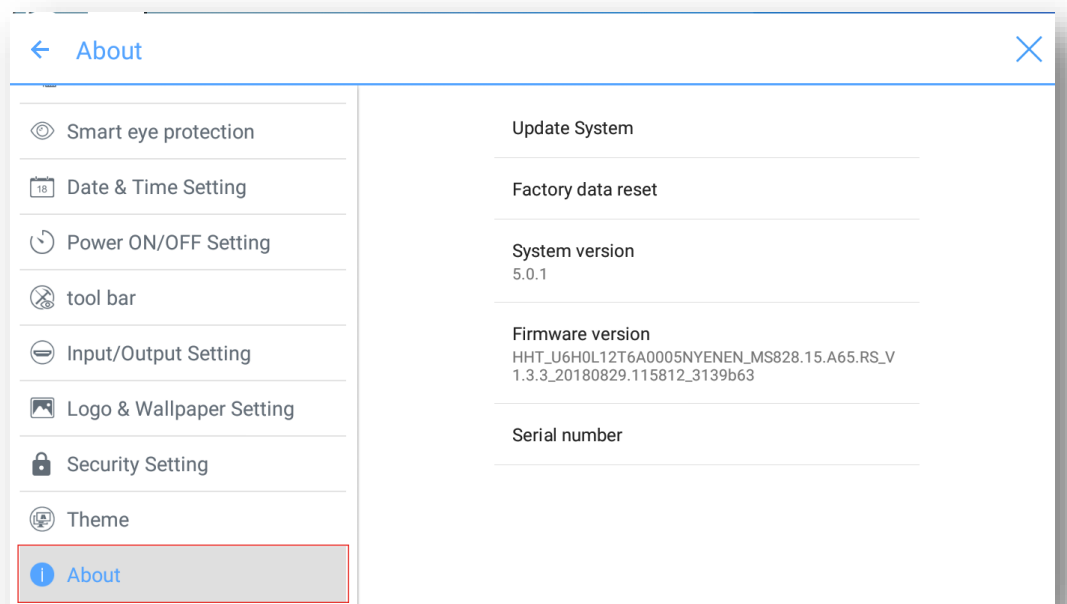 About
Smart eye protection
18
Date & Time Setting
Power ON/OFF Setting
tool bar
Input/Output Setting
Logo & Wallpaper Setting
Security Setting
Theme
About
Update System
Factory data reset
System version
5.0.1
Firmware version
HHT_U6H0L12T6A0005NYENEN_MS828.15.A65.RS_V
1.3.3_20180829.115812_3139b63
Serial number